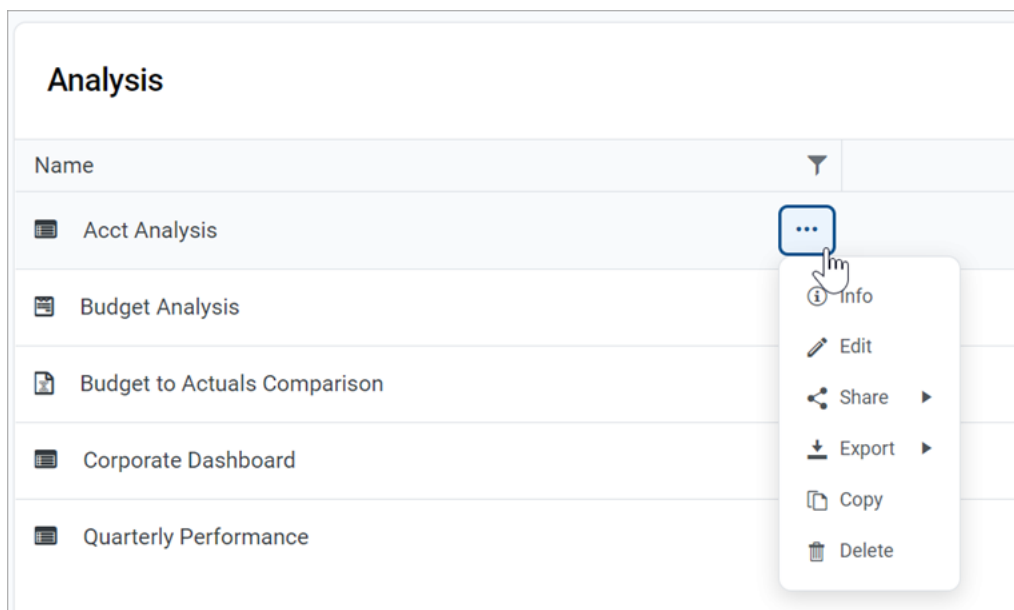 Analysis
Name
Acct Analysis
Info
Budget Analysis
Edit
Budget to Actuals Comparison
Share
Export
Corporate Dashboard
Copy
Quarterly Performance
Delete